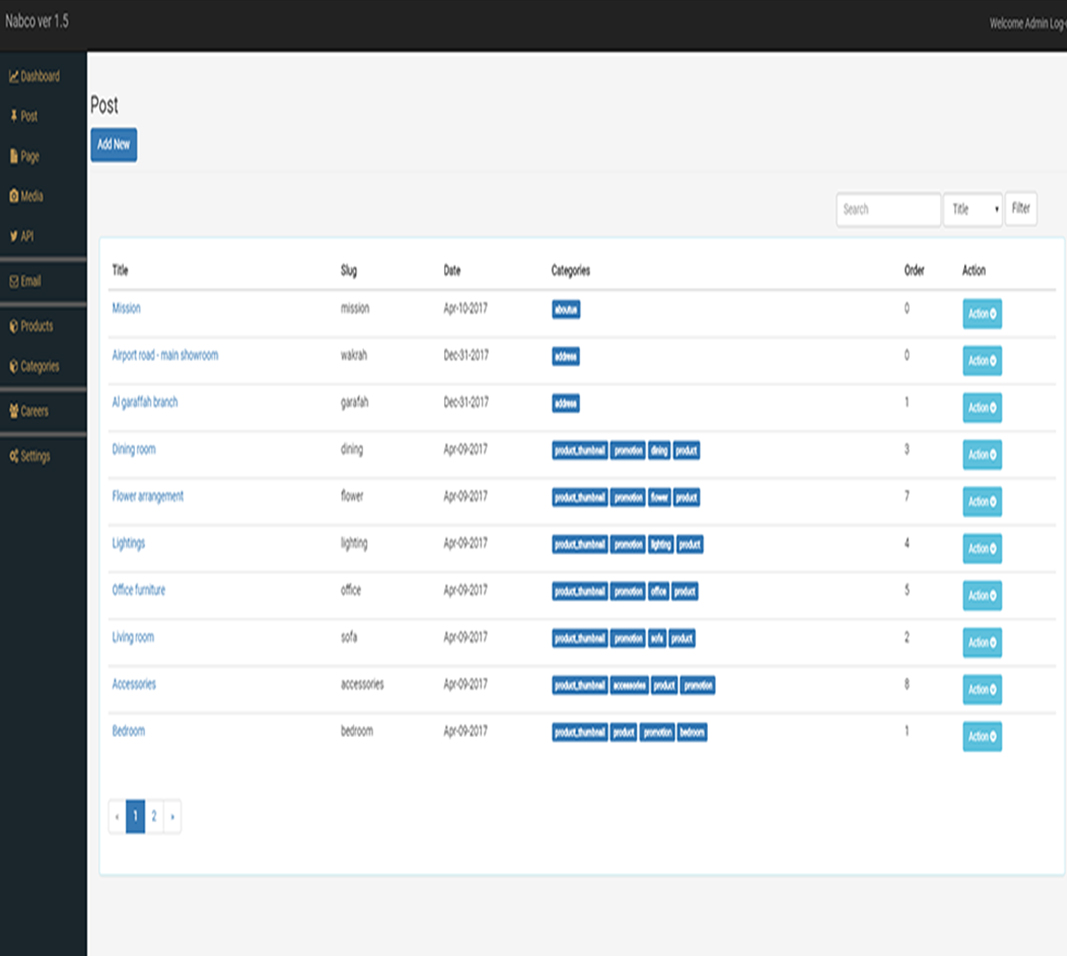 Nabco ver 1.5
Welcome Admin Log-
Dashboard
Post
Page
Media
API
Email
Products
Categories
Careers
Settings
Post
Add New
Search Title Filter
Title Slug Date Categories Order Action
Mission mission Apr-10-2017 aboutus 0 Action
Airport road - main showroom wakrah Dec-31-2017 address 0 Action
Al garaffah branch garafah Dec-31-2017 address 1 Action
Dining room dining Apr-09-2017 product_thumbnail promotion dining product 3 Action
Flower arrangement flower Apr-09-2017 product_thumbnail promotion flower product 7 Action
Lightings lighting Apr-09-2017 product_thumbnail promotion lighting product 4 Action
Office furniture office Apr-09-2017 product_thumbnail promotion office product 5 Action
Living room sofa Apr-09-2017 product_thumbnail promotion sofa product 2 Action
Accessories accessories Apr-09-2017 product_thumbnail accessories product promotion 8 Action
Bedroom bedroom Apr-09-2017 product_thumbnail product promotion bedroom 1 Action
« 1 2 »